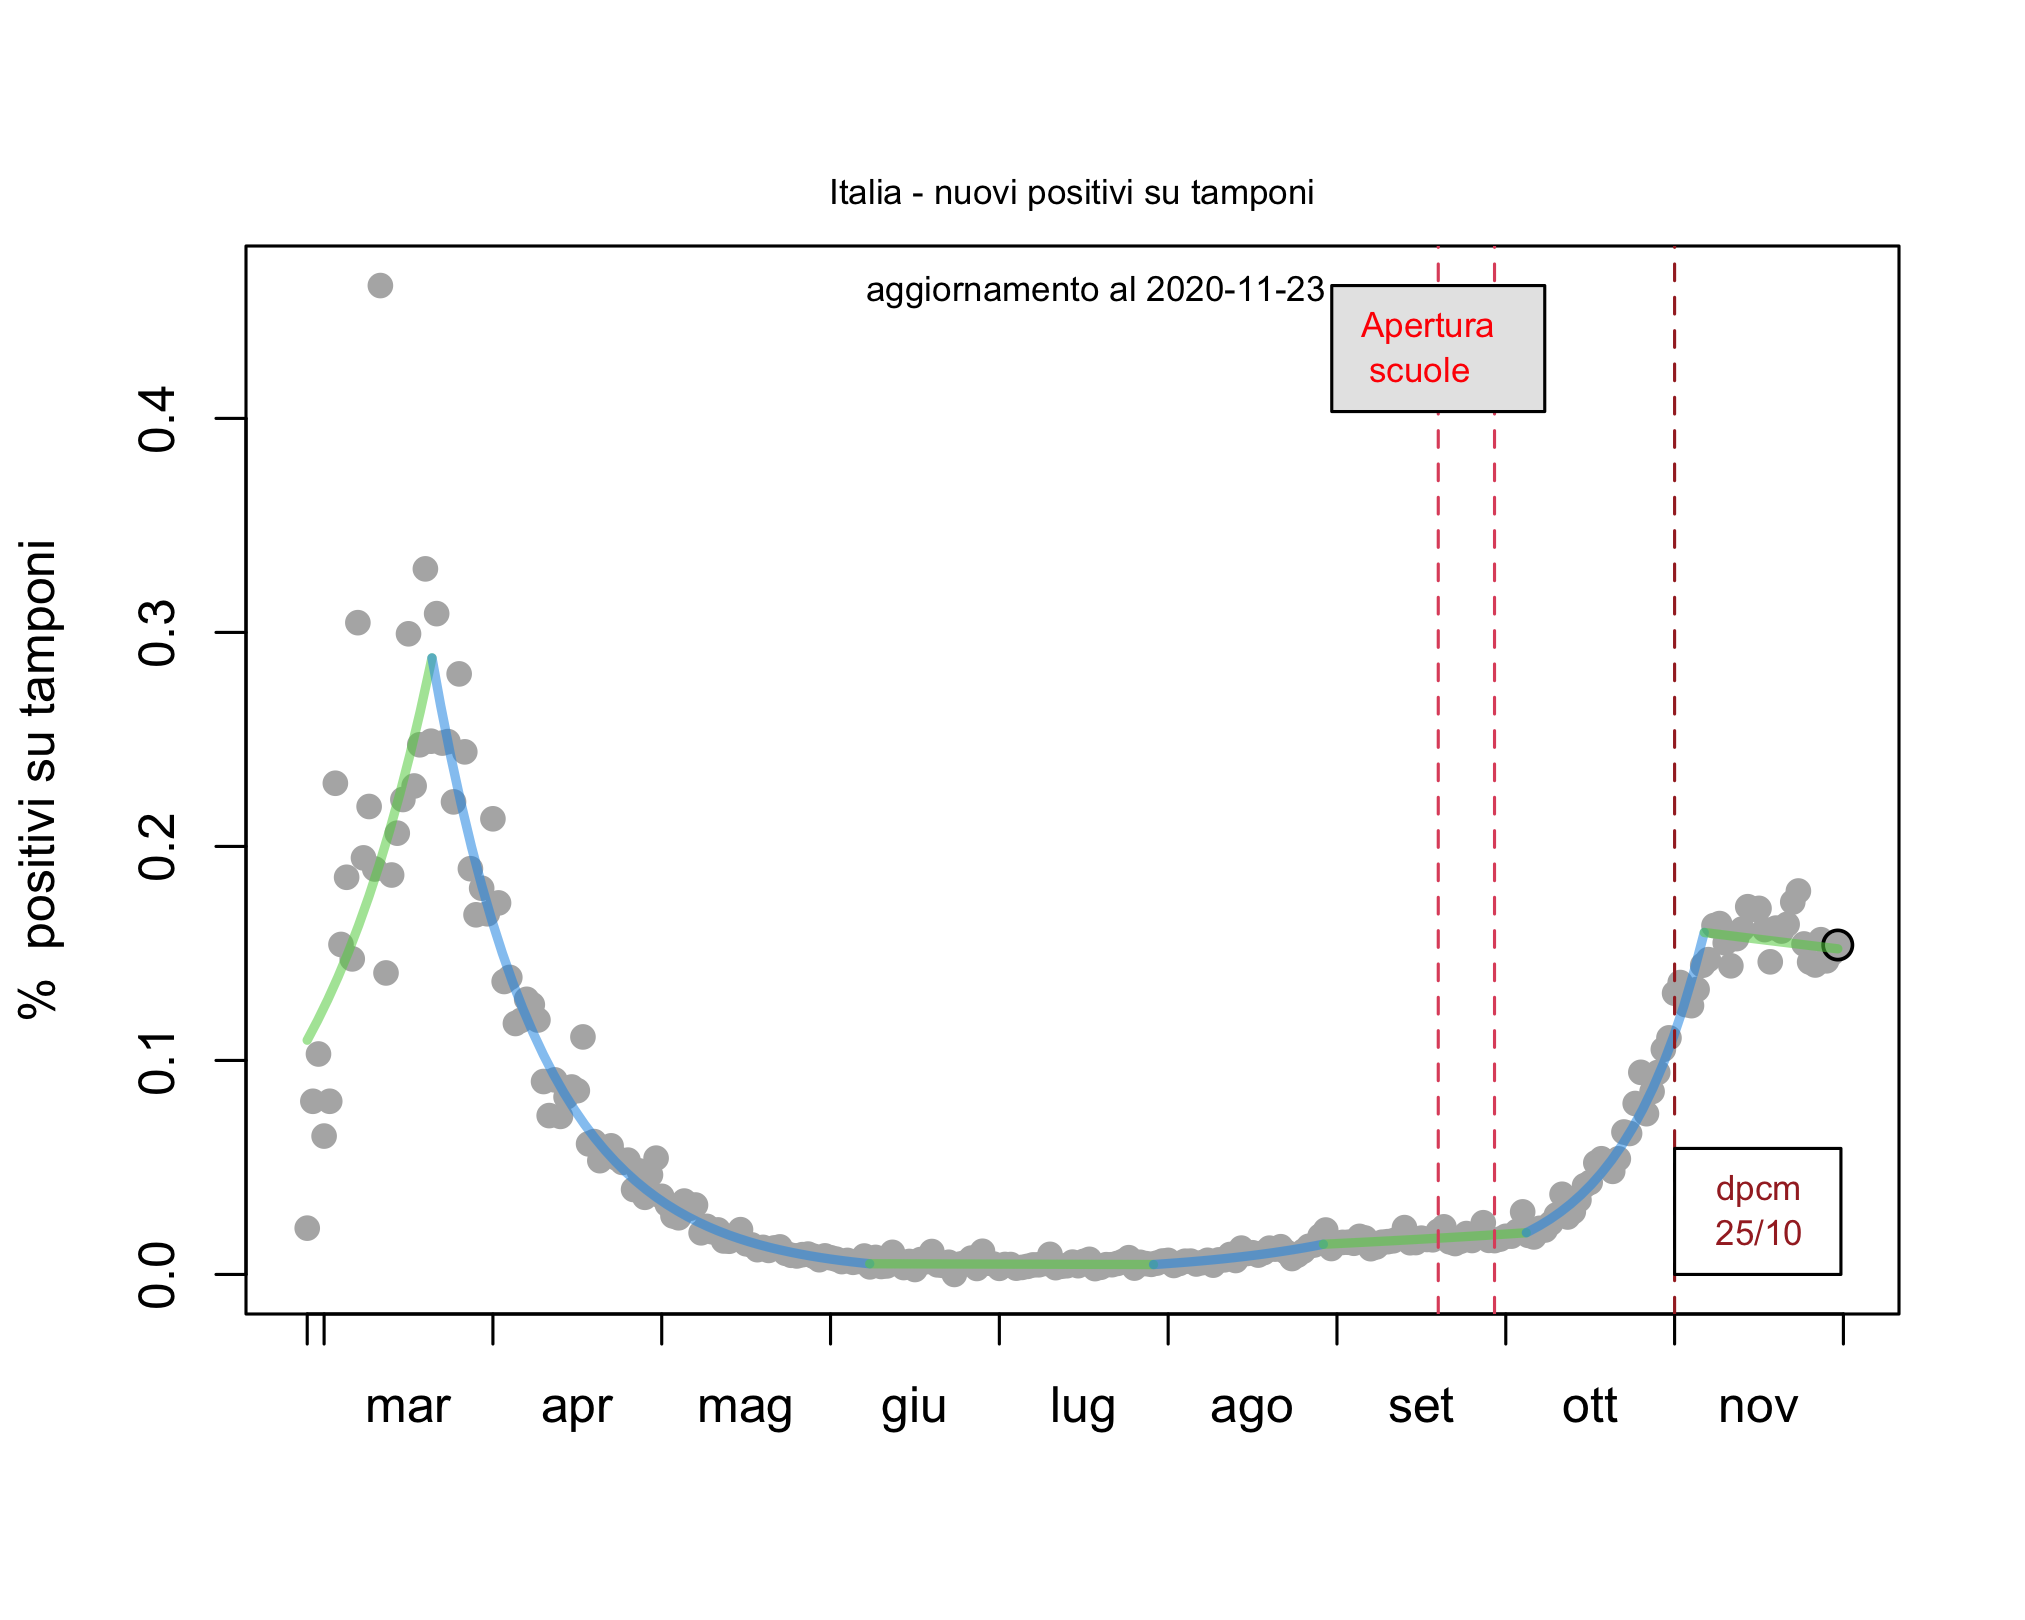 Italia - nuovi positivi su tamponi
aggiornamento al 2020-11-23
Apertura
scuole
% positivi su tamponi
0.4
0.3
0.2
0.1
0.0
dpcm
25/10
mar apr mag giu lug ago set ott nov